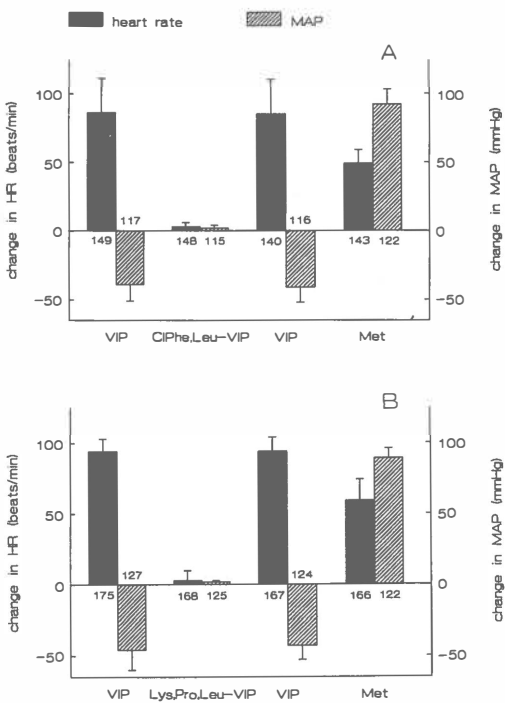 heart rate MAP
A
change in HR (beats/min)
100
50
0
-50
change in MAP (mmHg)
100
50
0
-50
117 116
149 148 115 140 143 122
VIP ClPhe,Leu-VIP VIP Met
B
change in HR (beats/min)
100
50
0
-50
change in MAP (mmHg)
100
50
0
-50
127 124
175 168 125 167 166 122
VIP Lys,Pro,Leu-VIP VIP Met